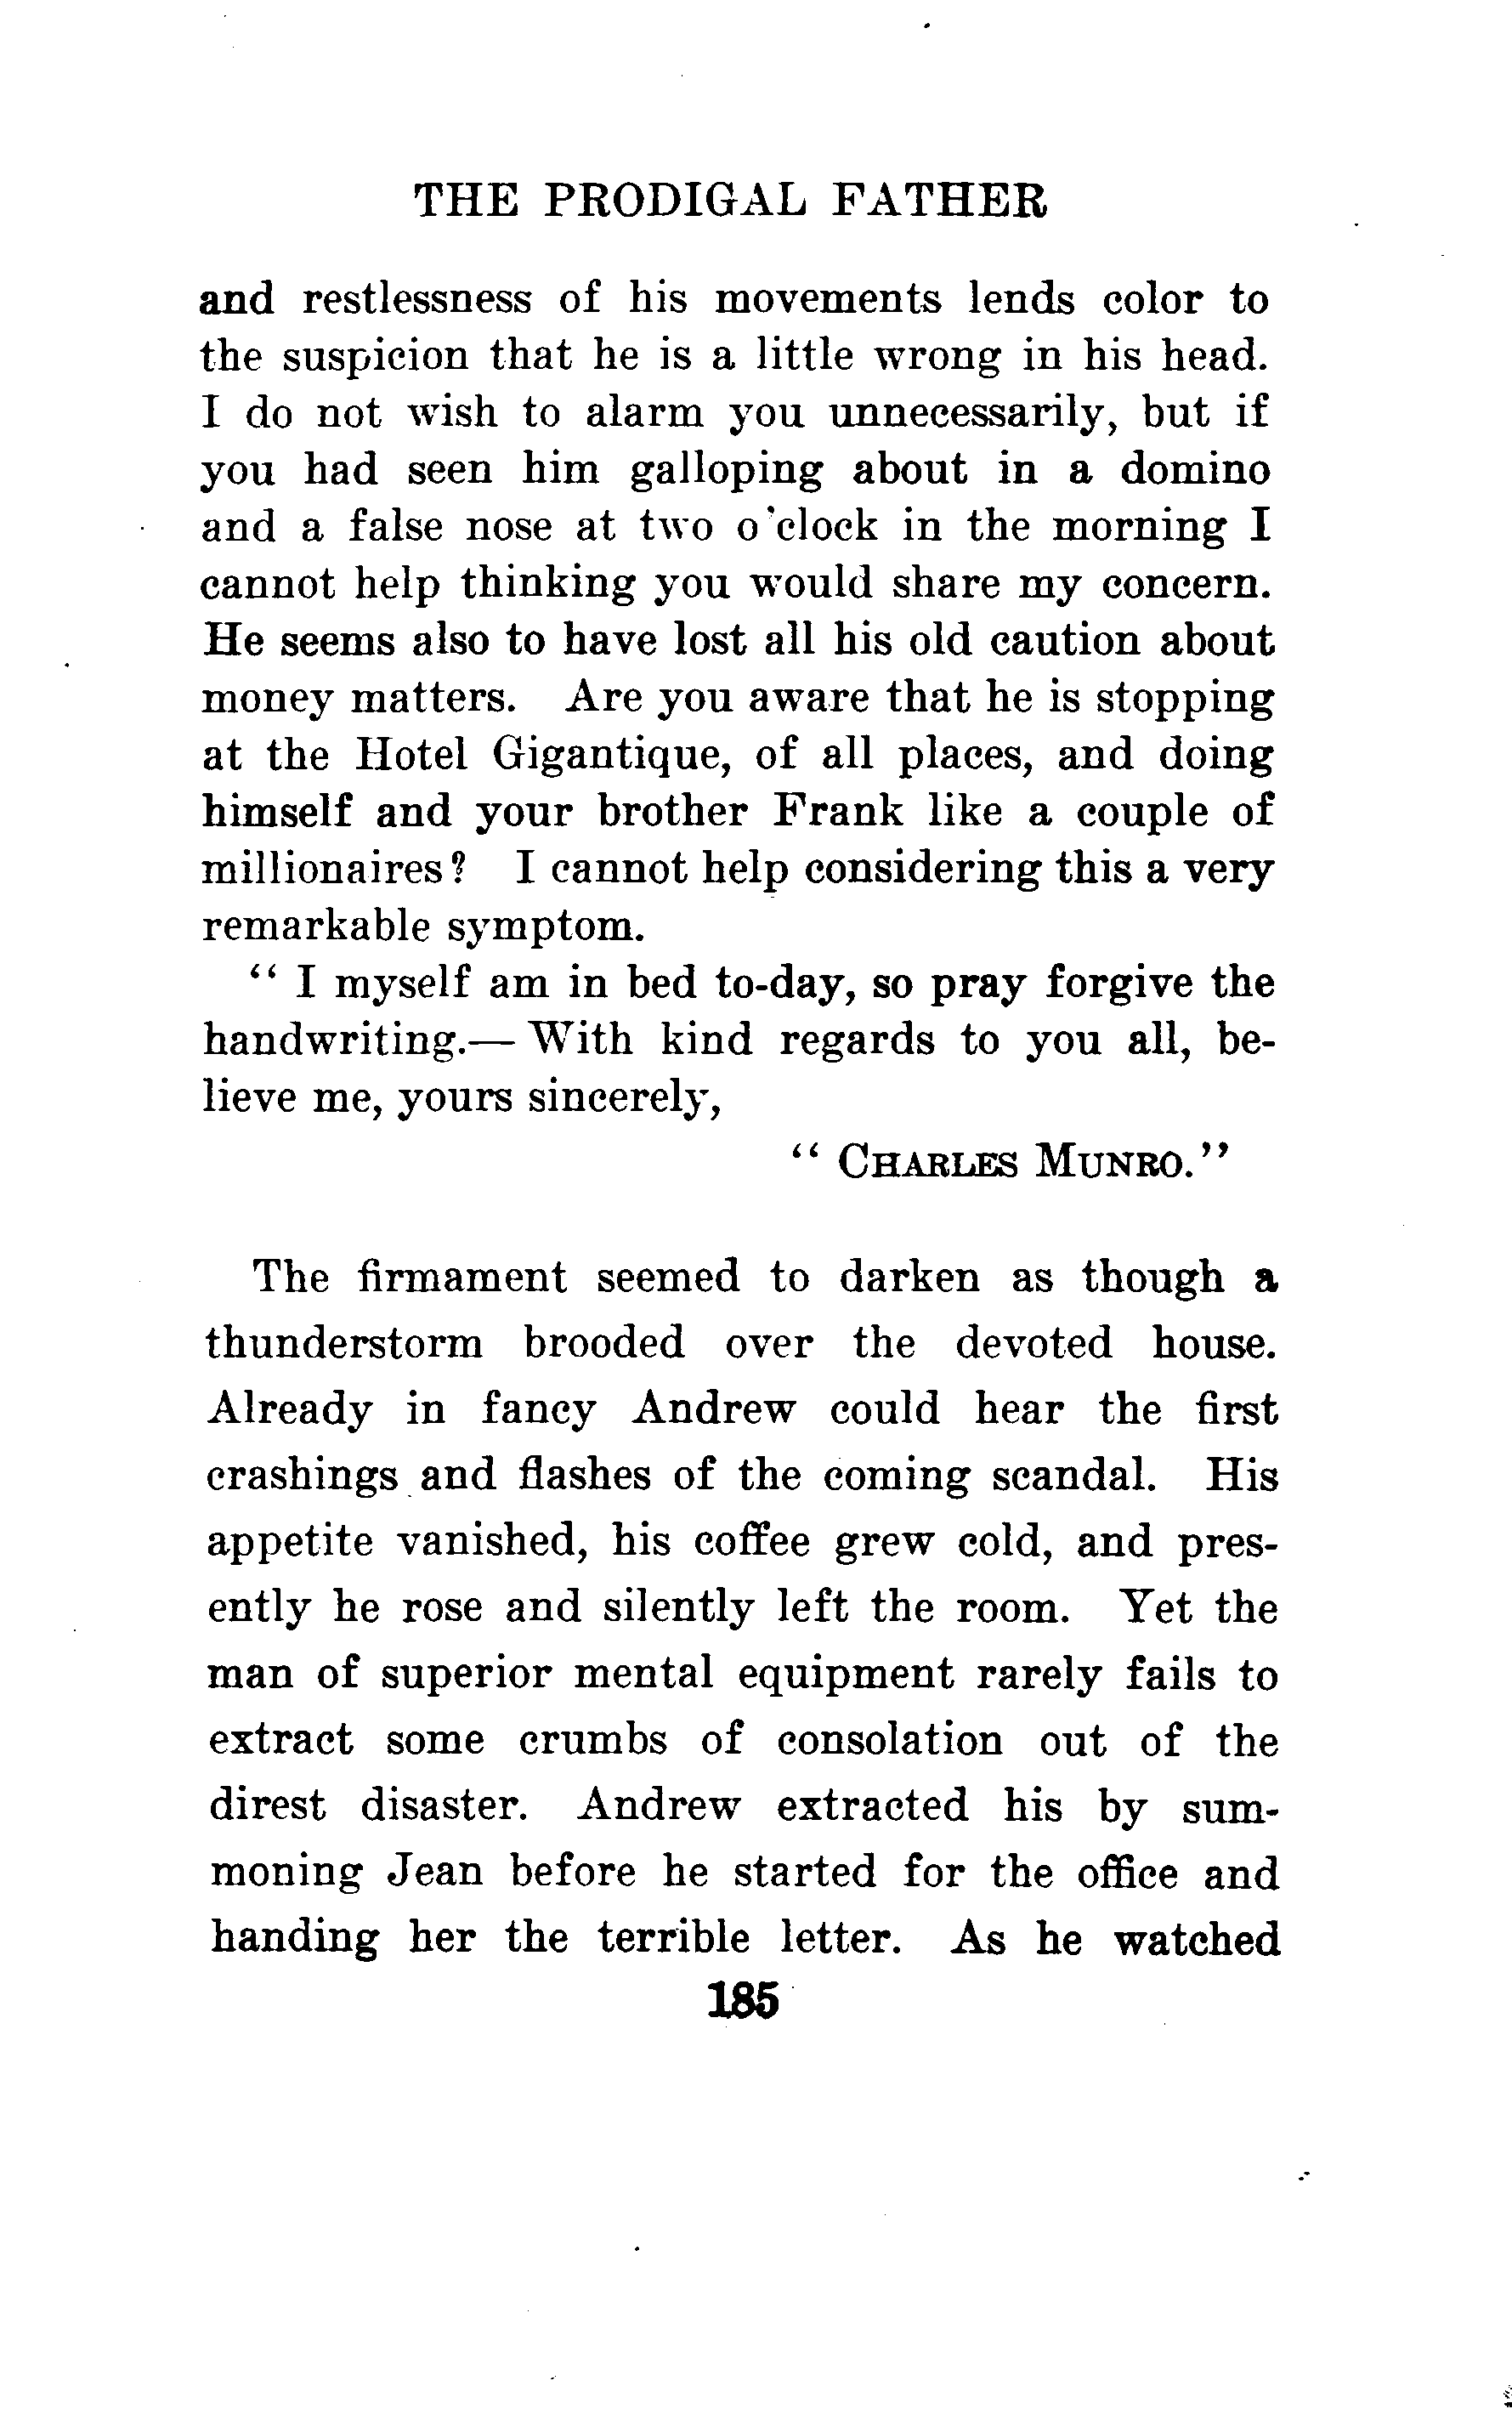 THE PRODIGAL FATHER
and restlessness of his movements lends color to
the suspicion that he is a little wrong in his head.
I do not wish to alarm you unnecessarily, but if
you had seen him galloping about in a domino
and a false nose at two o'clock in the morning I
cannot help thinking you would share my concern.
He seems also to have lost all his old caution about
money matters. Are you aware that he is stopping
at the Hotel Gigantique, of all places, and doing
himself and your brother Frank like a couple of
millionaires? I cannot help considering this a very
remarkable symptom.
“ I myself am in bed to-day, so pray forgive the
handwriting.— With kind regards to you all, be-
lieve me, yours sincerely,
“ CHARLES MUNRO.”
The firmament seemed to darken as though a
thunderstorm brooded over the devoted house.
Already in fancy Andrew could hear the first
crashings and flashes of the coming scandal. His
appetite vanished, his coffee grew cold, and pres-
ently he rose and silently left the room. Yet the
man of superior mental equipment rarely fails to
extract some crumbs of consolation out of the
direst disaster. Andrew extracted his by sum-
moning Jean before he started for the office and
handing her the terrible letter. As he watched
185